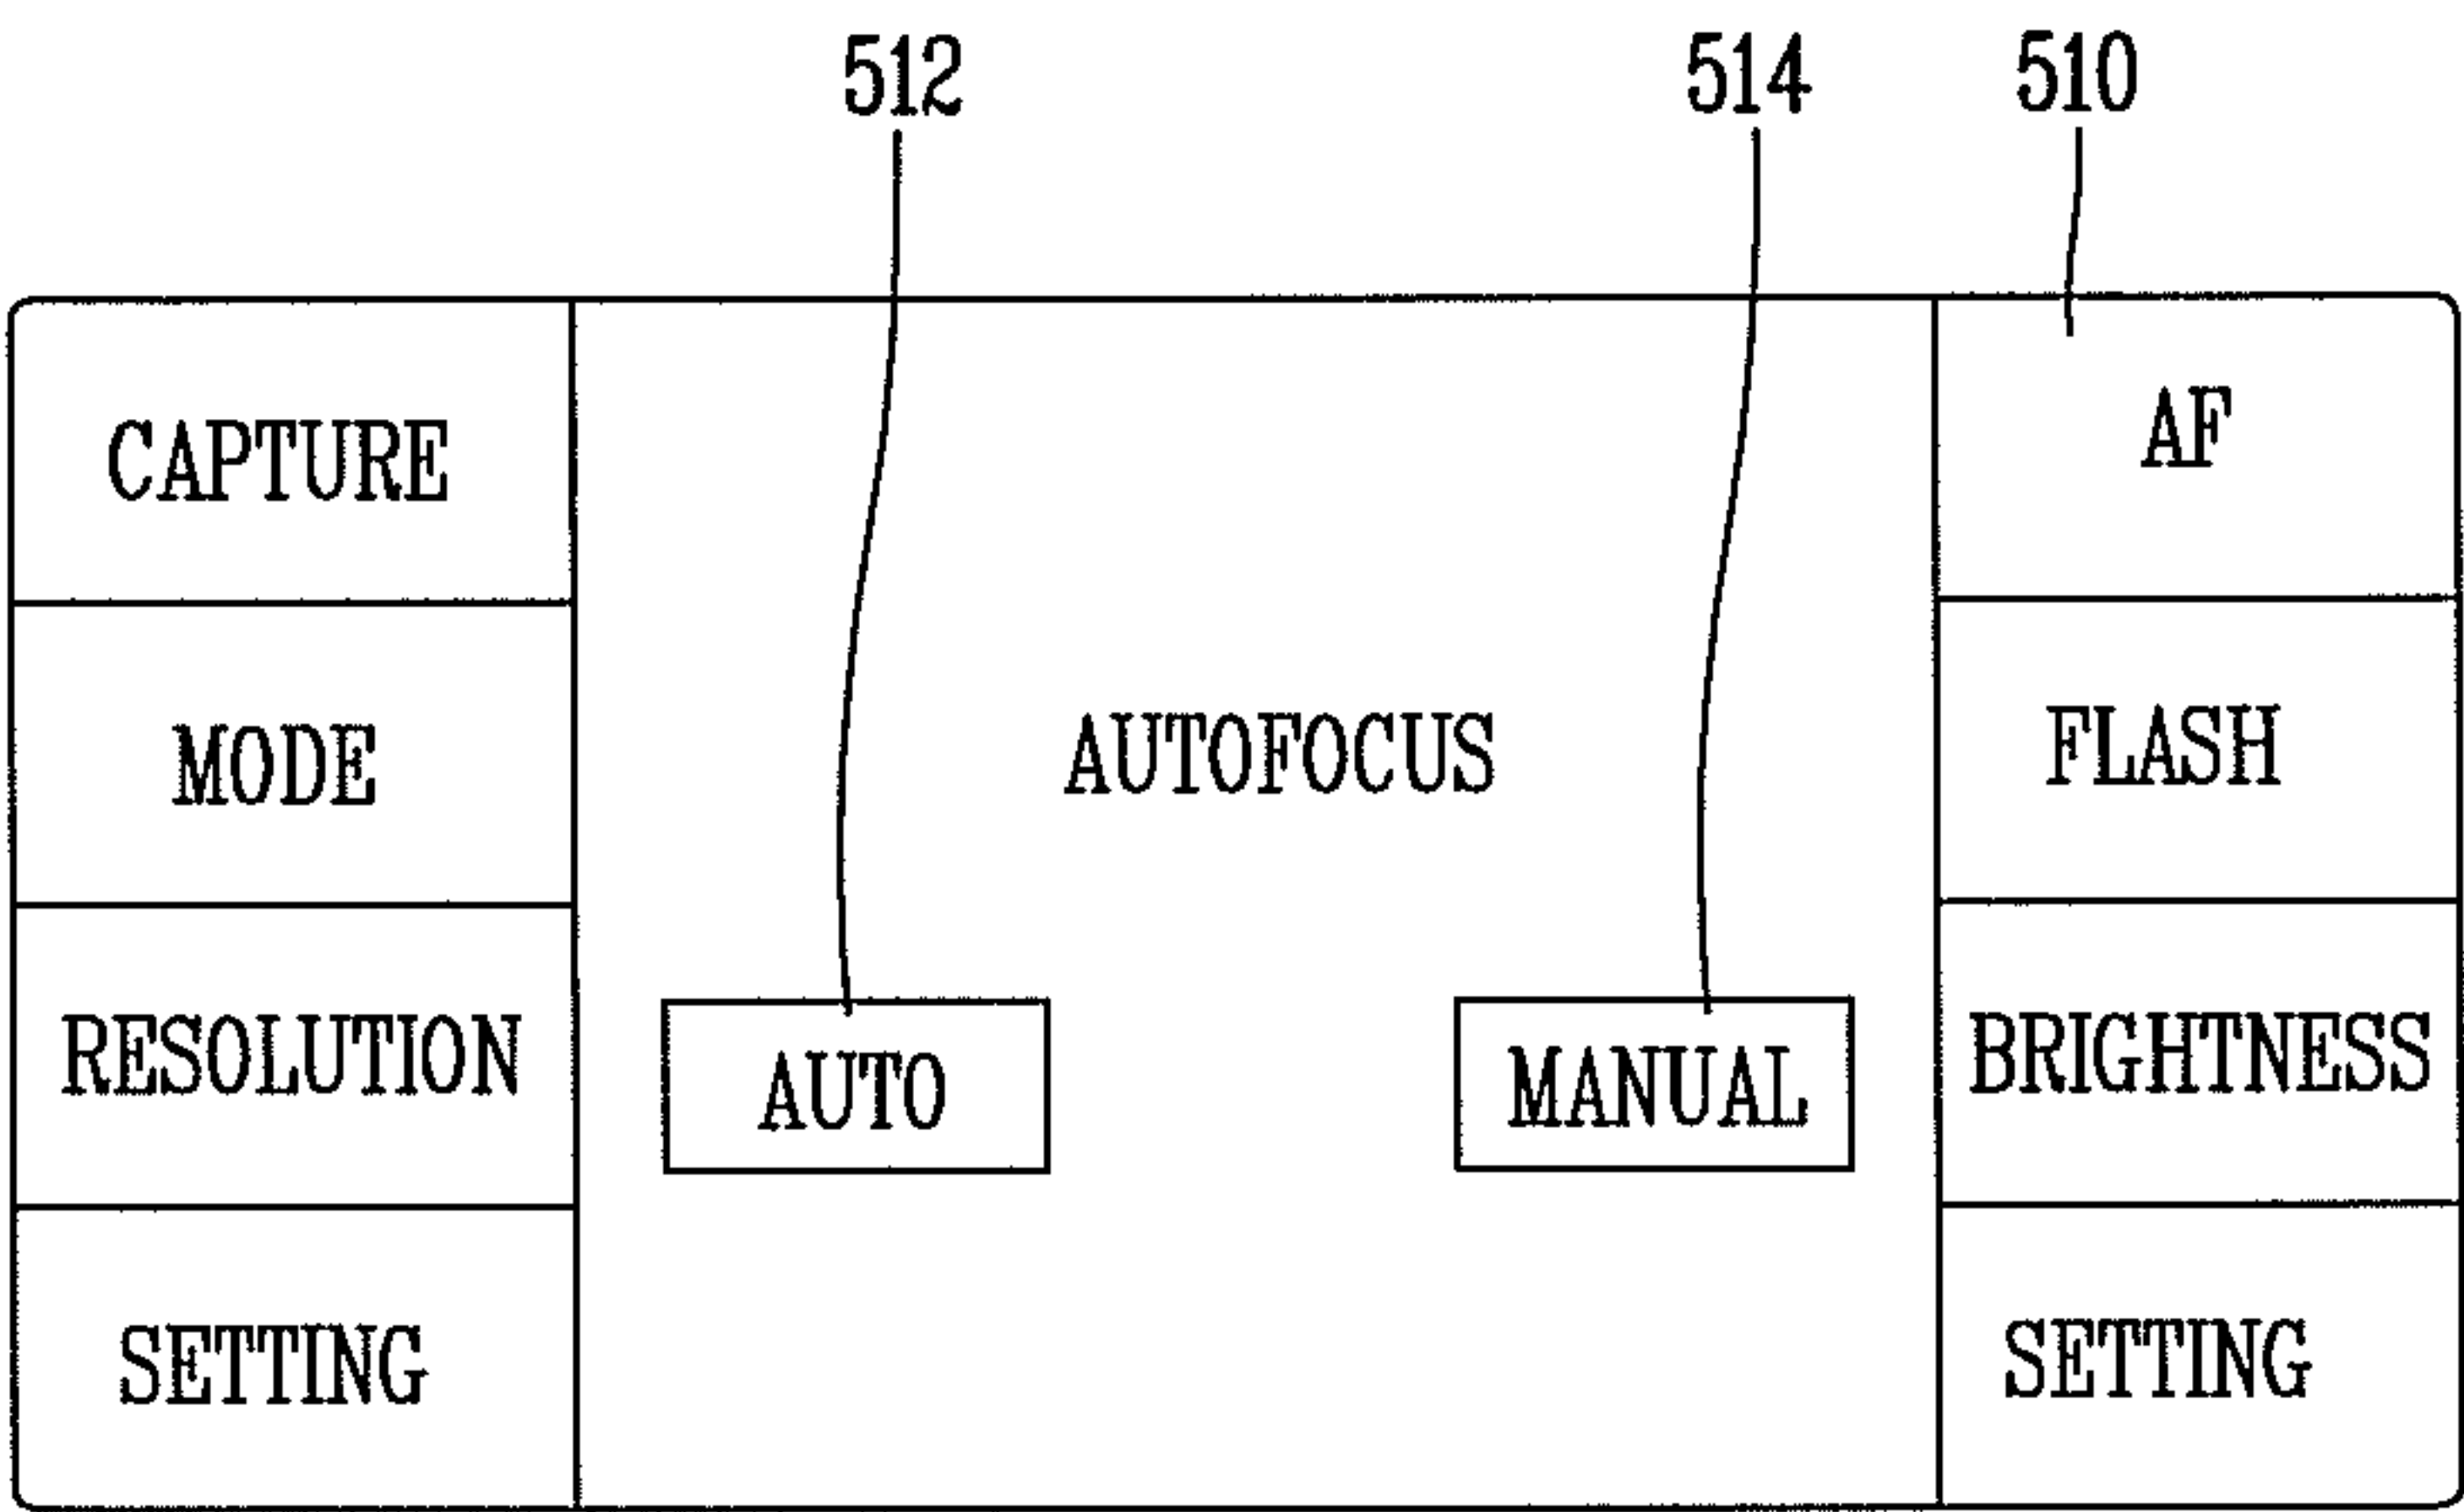 512 514 510
CAPTURE
MODE
RESOLUTION
SETTING
AUTOFOCUS
AUTO MANUAL
AF
FLASH
BRIGHTNESS
SETTING